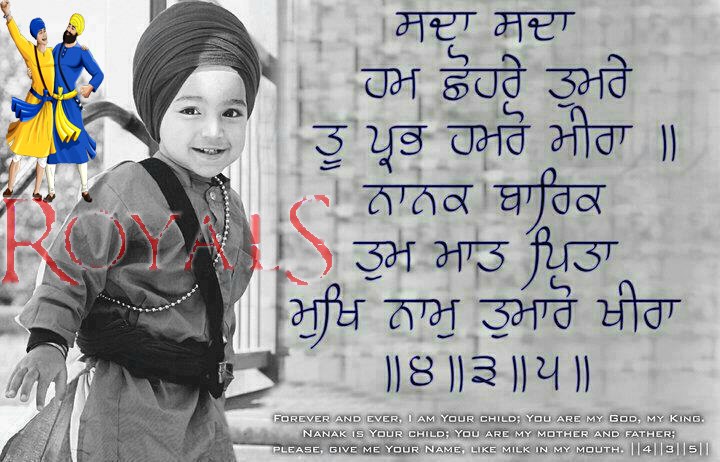 ਸਦਾ ਸਦਾ
ਹਮ ਛੋਹਰੇ ਤੁਮਰੇ
ਤੂ ਪ੍ਰਭ ਹਮਰੋ ਮੀਰਾ ॥
ਨਾਨਕ ਬਾਰਿਕ
ਤੁਮ ਮਾਤ ਪਿਤਾ
ਮੁਖਿ ਨਾਮੁ ਤੁਮਾਰੋ ਖੀਰਾ
॥੪॥੩॥੫॥
ROYALS
FOREVER AND EVER, I AM YOUR CHILD; YOU ARE MY GOD, MY KING.
NANAK IS YOUR CHILD; YOU ARE MY MOTHER AND FATHER;
PLEASE, GIVE ME YOUR NAME, LIKE MILK IN MY MOUTH. ||4||3||5||